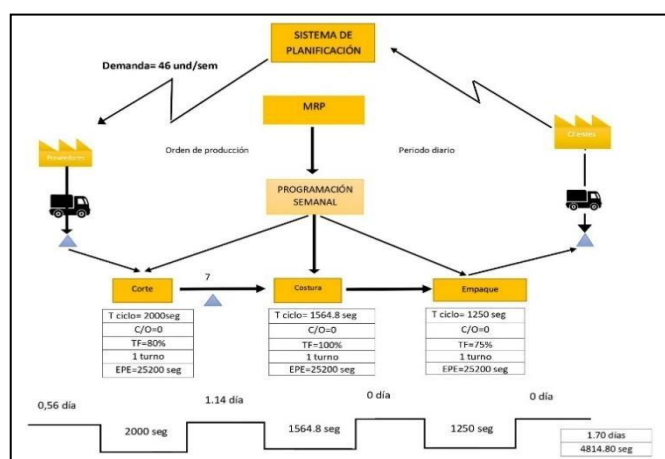 SISTEMA DE
PLANIFICACIÓN
Demanda= 46 und/sem
MRP
Proveedores
Orden de producción
Periodo diario
Clientes
PROGRAMACIÓN
SEMANAL
7
Corte
Costura
Empaque
T ciclo= 2000seg
C/O=0
TF=80%
1 turno
EPE=25200 seg
T ciclo= 1564.8 seg
C/O=0
TF=100%
1 turno
EPE=25200 seg
T ciclo= 1250 seg
C/O=0
TF=75%
1 turno
EPE=25200 seg
0,56 día
2000 seg
1.14 día
1564.8 seg
0 día
1250 seg
0 día
1.70 días
4814.80 seg